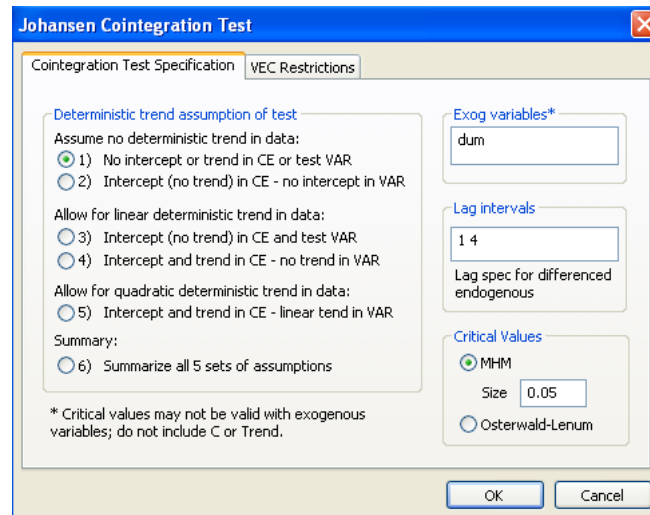 Johansen Cointegration Test
Cointegration Test Specification
VEC Restrictions
Deterministic trend assumption of test
Assume no deterministic trend in data:
1) No intercept or trend in CE or test VAR
2) Intercept (no trend) in CE - no intercept in VAR
Allow for linear deterministic trend in data:
3) Intercept (no trend) in CE and test VAR
4) Intercept and trend in CE - no trend in VAR
Allow for quadratic deterministic trend in data:
5) Intercept and trend in CE - linear tend in VAR
Summary:
6) Summarize all 5 sets of assumptions
* Critical values may not be valid with exogenous
variables; do not include C or Trend.
Exog variables*
dum
Lag intervals
1 4
Lag spec for differenced
endogenous
Critical Values
MHM
Size 0.05
Osterwald-Lenum
OK
Cancel